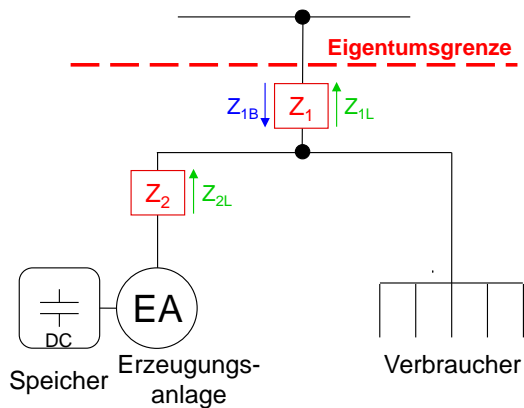 Eigentumsgrenze
Z1B
Z1
Z1L
Z2
Z2L
DC
EA
Speicher
Erzeugungs-
anlage
Verbraucher